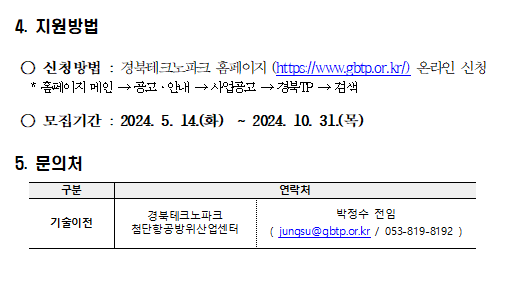 4. 지원방법
○ 신청방법 : 경북테크노파크 홈페이지 (https://www.gbtp.or.kr/) 온라인 신청
* 홈페이지 메인 → 공고 · 안내 → 사업공고 → 경북TP → 검색
○ 모집기간 : 2024. 5. 14.(화) ~ 2024. 10. 31.(목)
5. 문의처
구분 연락처
기술이전 경북테크노파크 첨단항공방위산업센터 박정수 전임
( jungsu@gbtp.or.kr / 053-819-8192 )